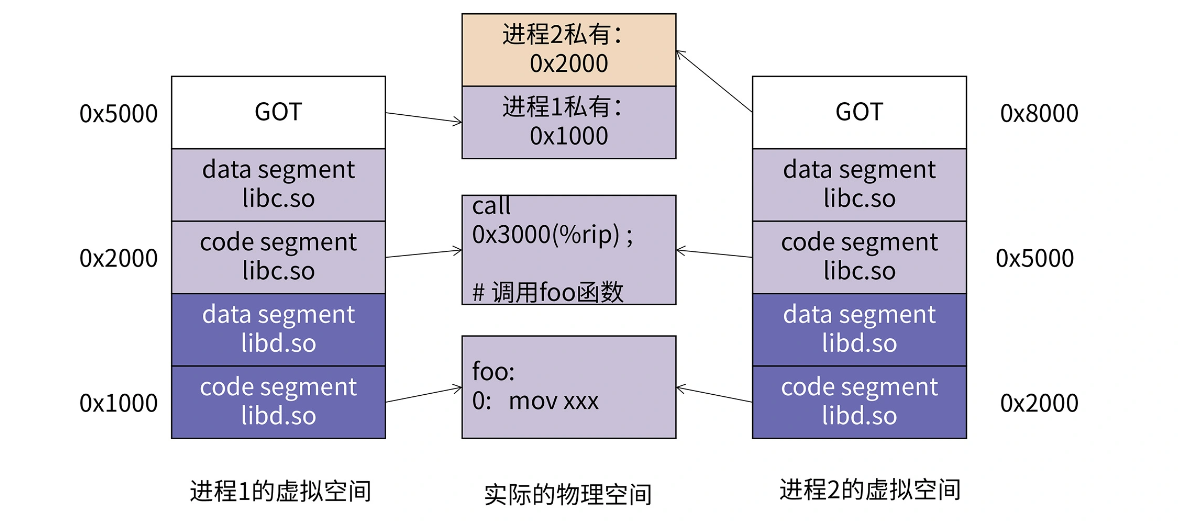 进程2私有：
0x2000
进程1私有：
0x1000
0x5000
GOT
data segment
libc.so
0x2000
code segment
libc.so
data segment
libd.so
0x1000
code segment
libd.so
call
0x3000(%rip) ;
# 调用foo函数
foo:
0: mov xxx
GOT
0x8000
data segment
libc.so
code segment
libc.so
0x5000
data segment
libd.so
code segment
libd.so
0x2000
进程1的虚拟空间
实际的物理空间
进程2的虚拟空间